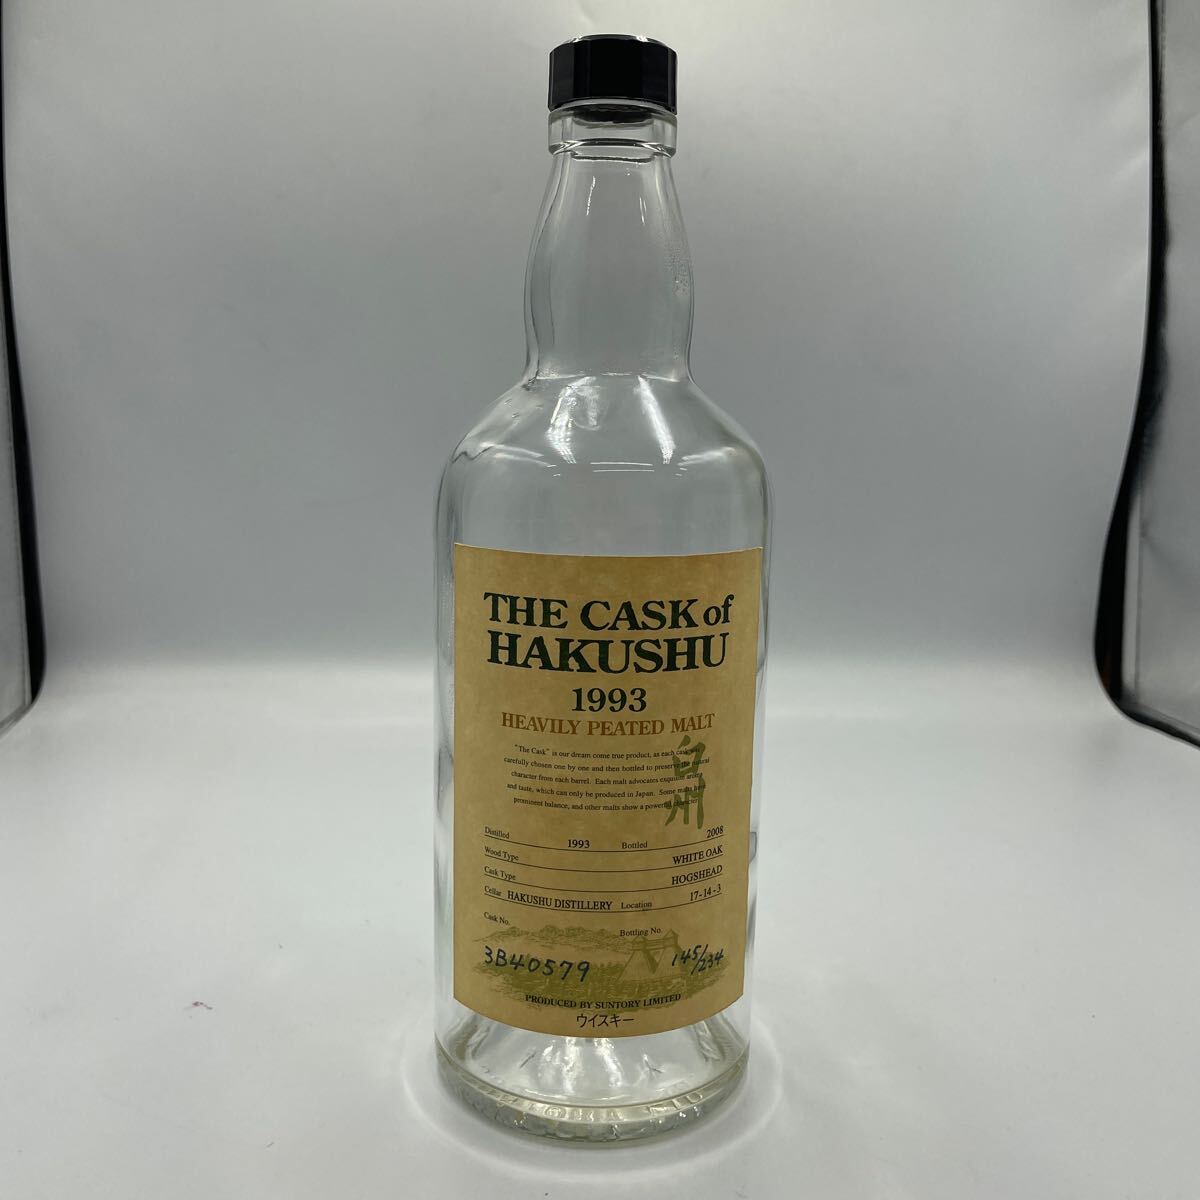 THE CASK of
HAKUSHU
1993
HEAVILY PEATED MALT
"The Cask" is our dream come true product, as each cask was
carefully chosen one by one and then bottled to preserve the natural
character from each barrel. Each malt advocates exquisite aroma
and taste, which can only be produced in Japan. Some malts have
prominent balance, and other malts show a powerful character.
白州
Distilled 1993 Bottled 2008
Wood Type WHITE OAK
Cask Type HOGSHEAD
Cellar HAKUSHU DISTILLERY Location 17-14-3
Cask No. Bottling No.
3B40579 145/234
PRODUCED BY SUNTORY LIMITED
ウイスキー